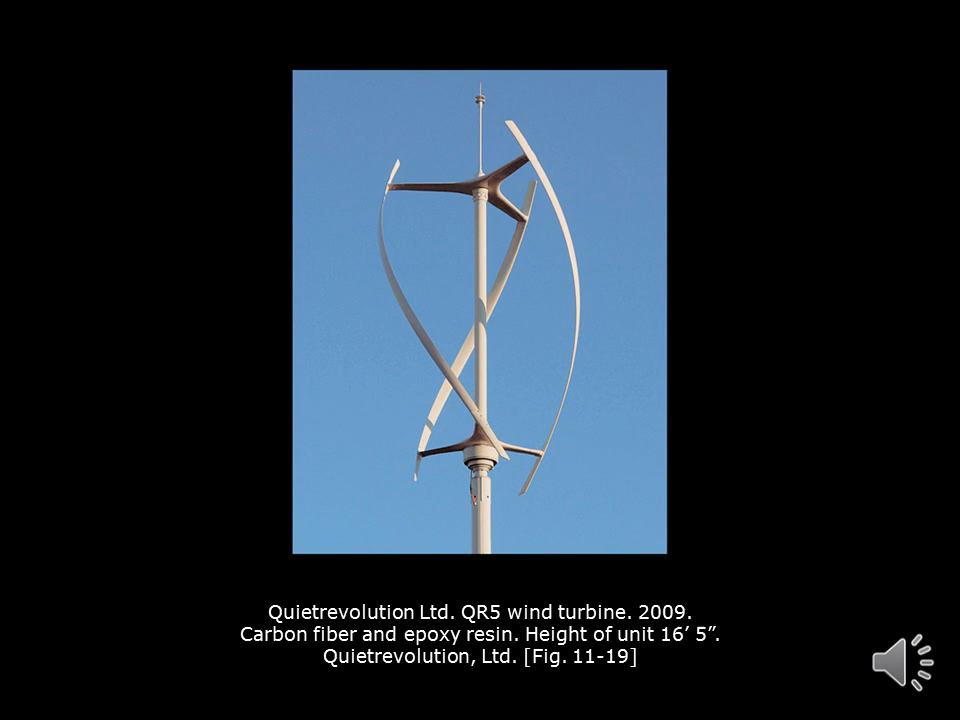 Quietrevolution Ltd. QR5 wind turbine. 2009.
Carbon fiber and epoxy resin. Height of unit 16’ 5”.
Quietrevolution, Ltd. [Fig. 11-19]